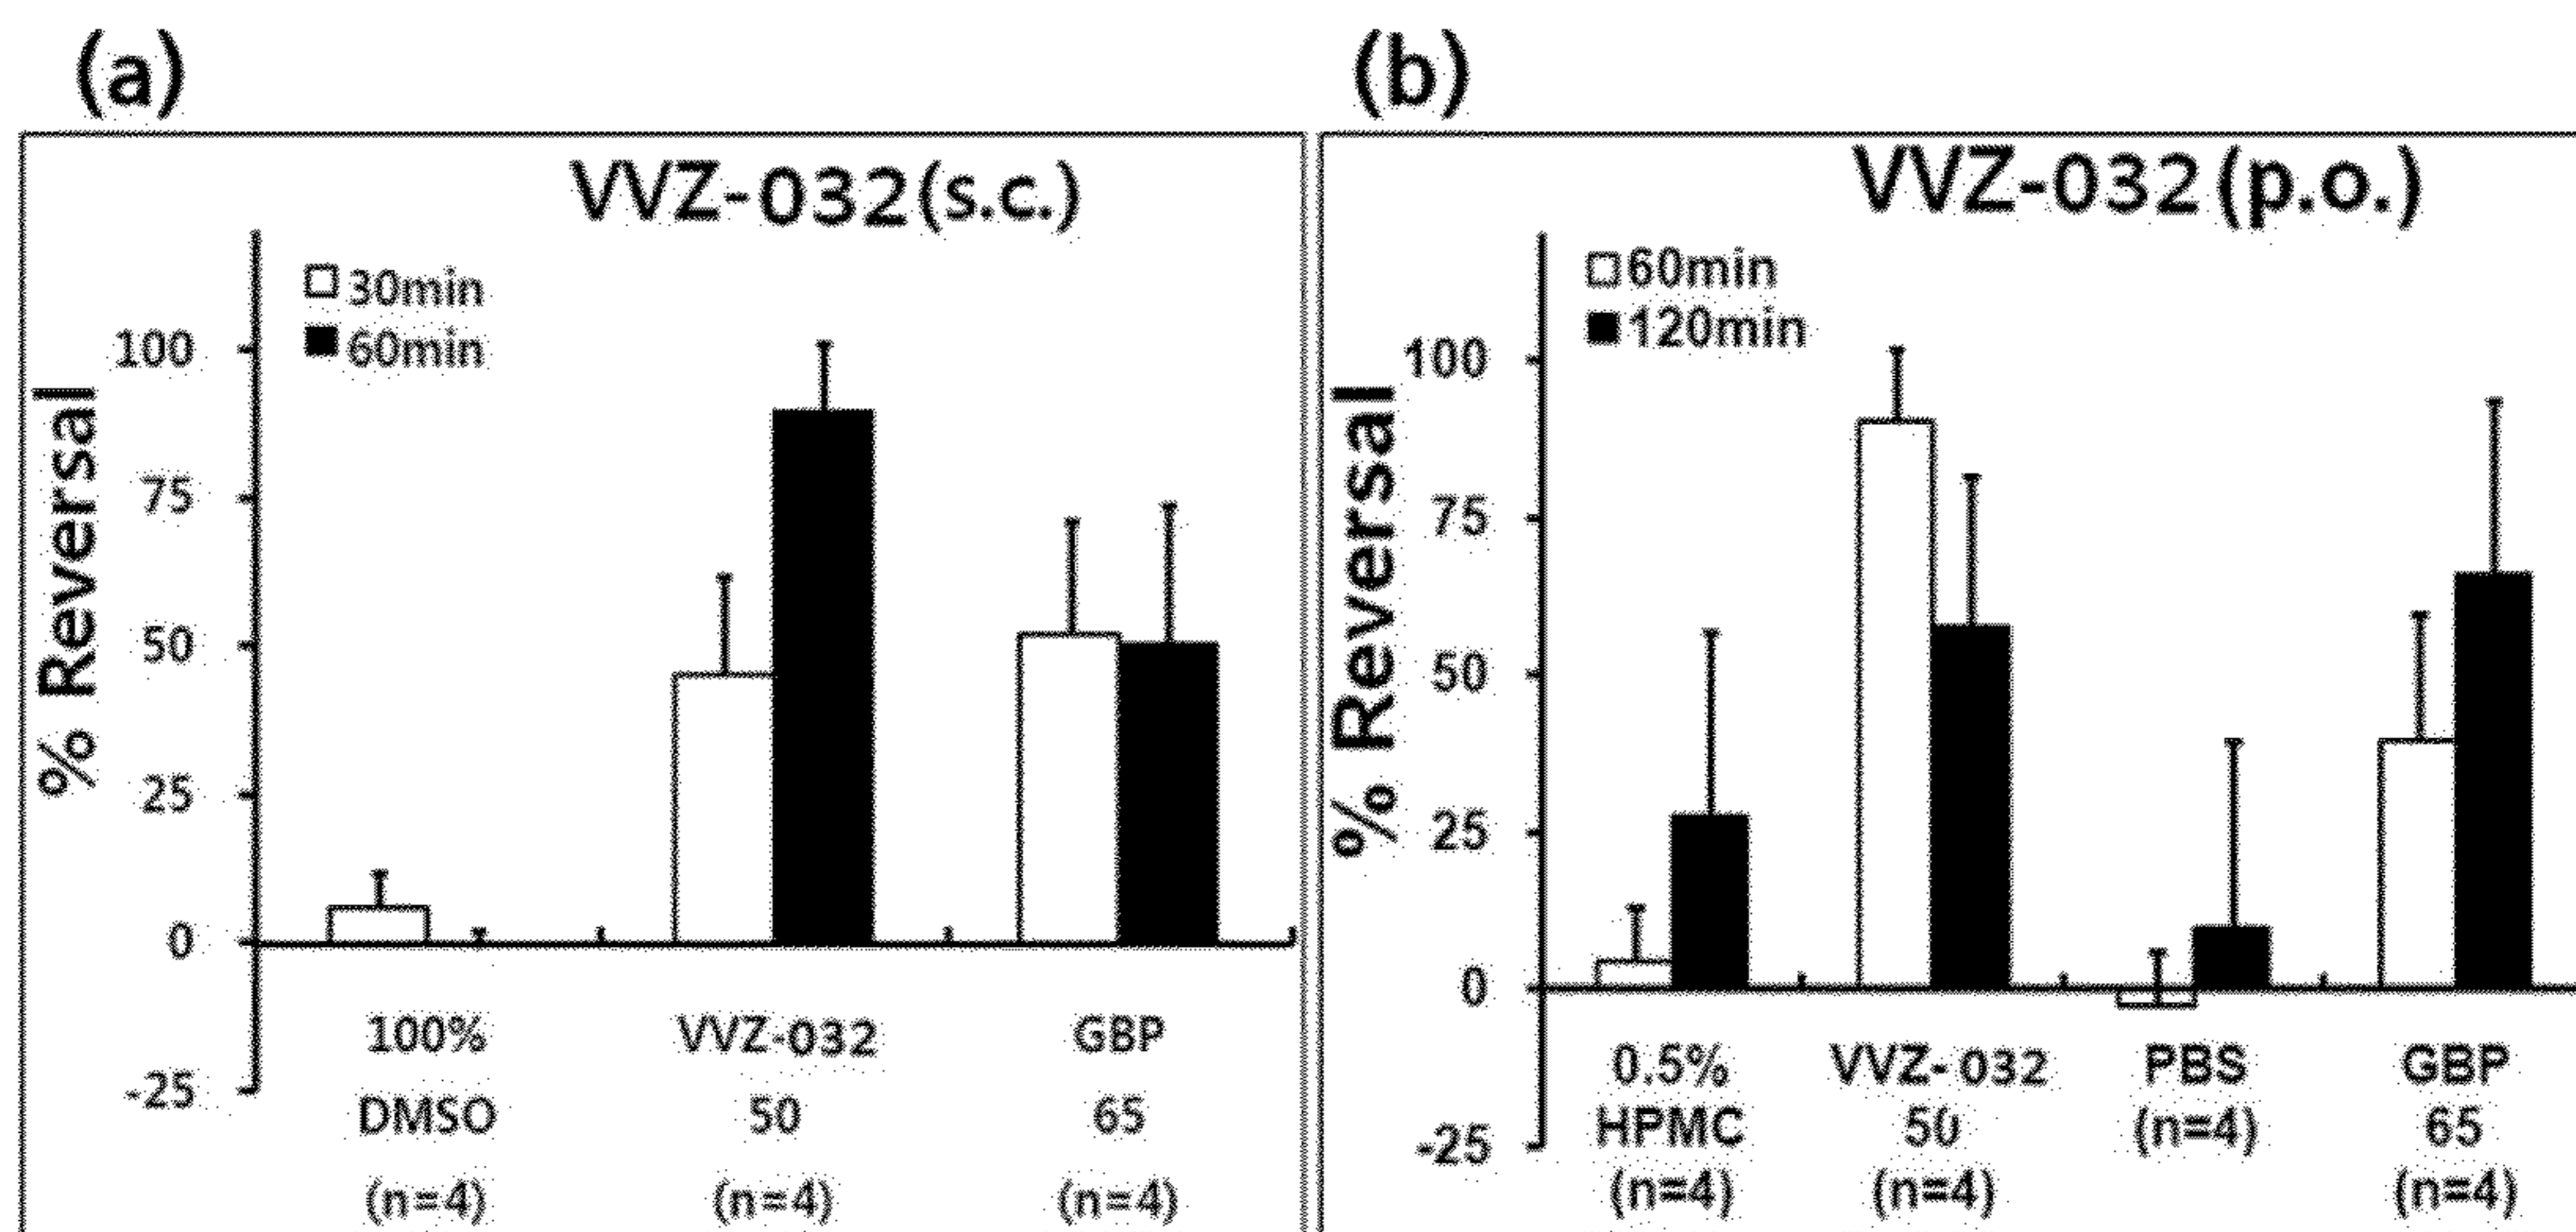 (a)
VVZ-032(s.c.)
30min
60min
% Reversal
100
75
50
25
0
-25
100% VVZ-032 GBP
DMSO 50 65
(n=4) (n=4) (n=4)
(b)
VVZ-032 (p.o.)
60min
120min
% Reversal
100
75
50
25
0
-25
0.5% VVZ- 032 PBS GBP
HPMC 50 (n=4) 65
(n=4) (n=4) (n=4)